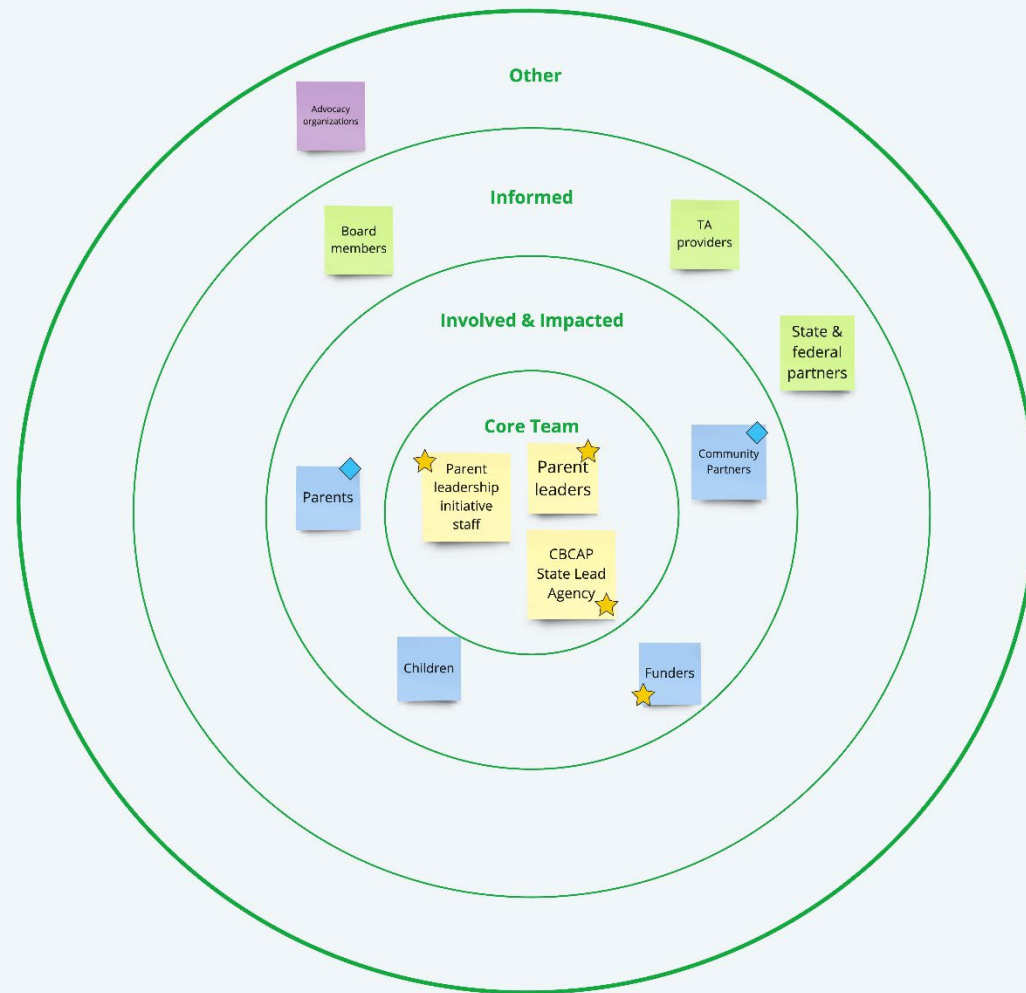 Other
Advocacy
organizations
Informed
Board
members
TA
providers
Involved & Impacted
State &
federal
partners
Core Team
Parents
Parent
leadership
initiative
staff
Parent
leaders
Community
Partners
CBCAP
State Lead
Agency
Children
Funders